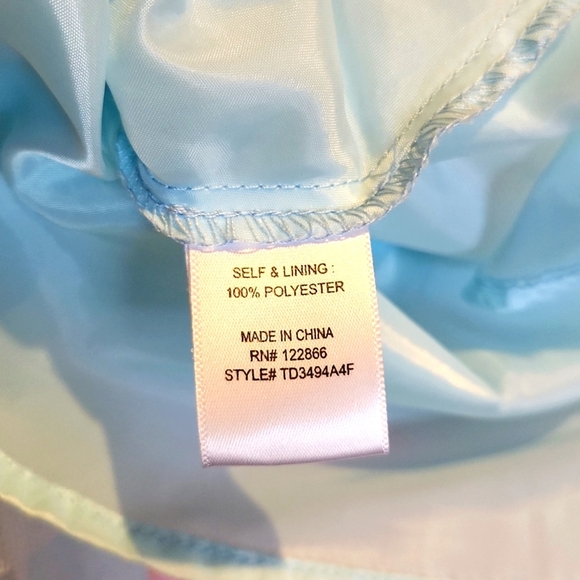 SELF & LINING :
100% POLYESTER
MADE IN CHINA
RN# 122866
STYLE# TD3494A4F